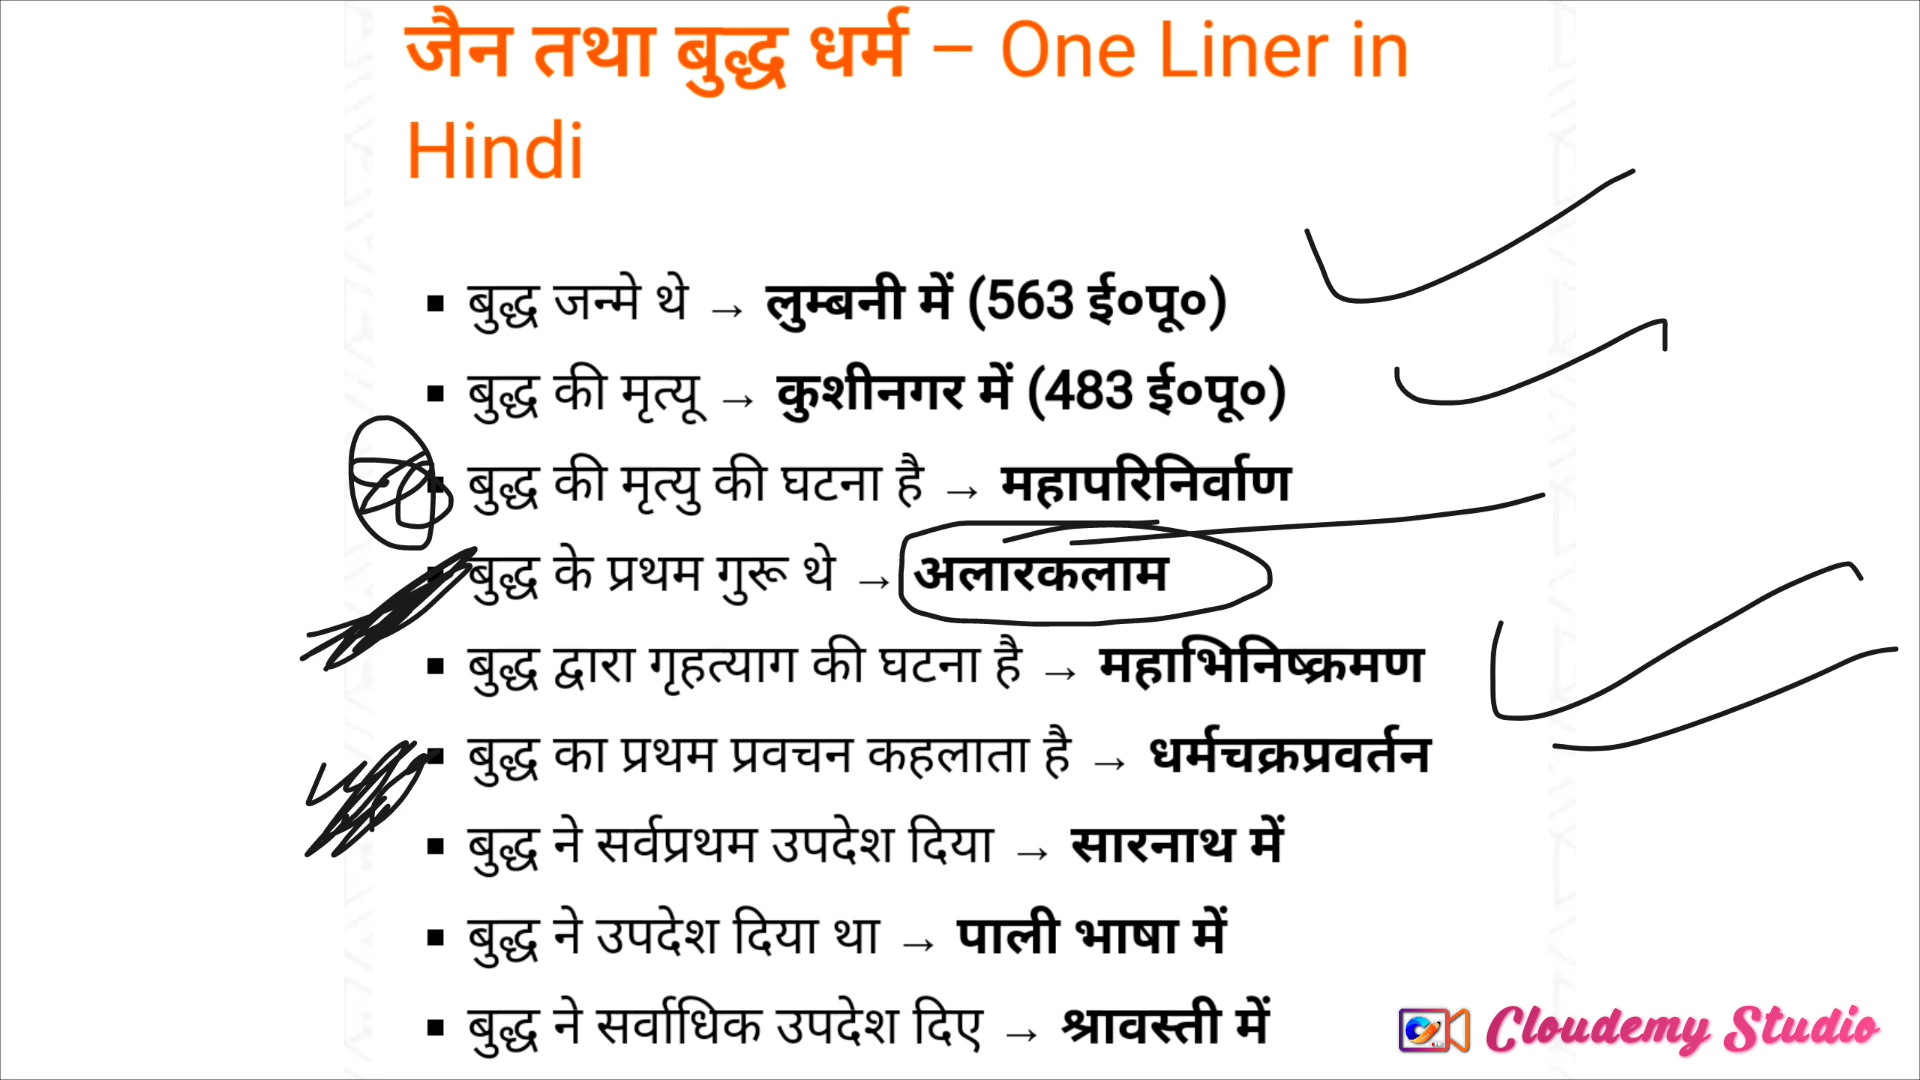 जैन तथा बुद्ध धर्म – One Liner in
Hindi
▪ बुद्ध जन्मे थे → लुम्बनी में (563 ई०पू०)
▪ बुद्ध की मृत्यू → कुशीनगर में (483 ई०पू०)
▪ बुद्ध की मृत्यु की घटना है → महापरिनिर्वाण
▪ बुद्ध के प्रथम गुरू थे → अलारकलाम
▪ बुद्ध द्वारा गृहत्याग की घटना है → महाभिनिष्क्रमण
▪ बुद्ध का प्रथम प्रवचन कहलाता है → धर्मचक्रप्रवर्तन
▪ बुद्ध ने सर्वप्रथम उपदेश दिया → सारनाथ में
▪ बुद्ध ने उपदेश दिया था → पाली भाषा में
▪ बुद्ध ने सर्वाधिक उपदेश दिए → श्रावस्ती में
Cloudemy Studio